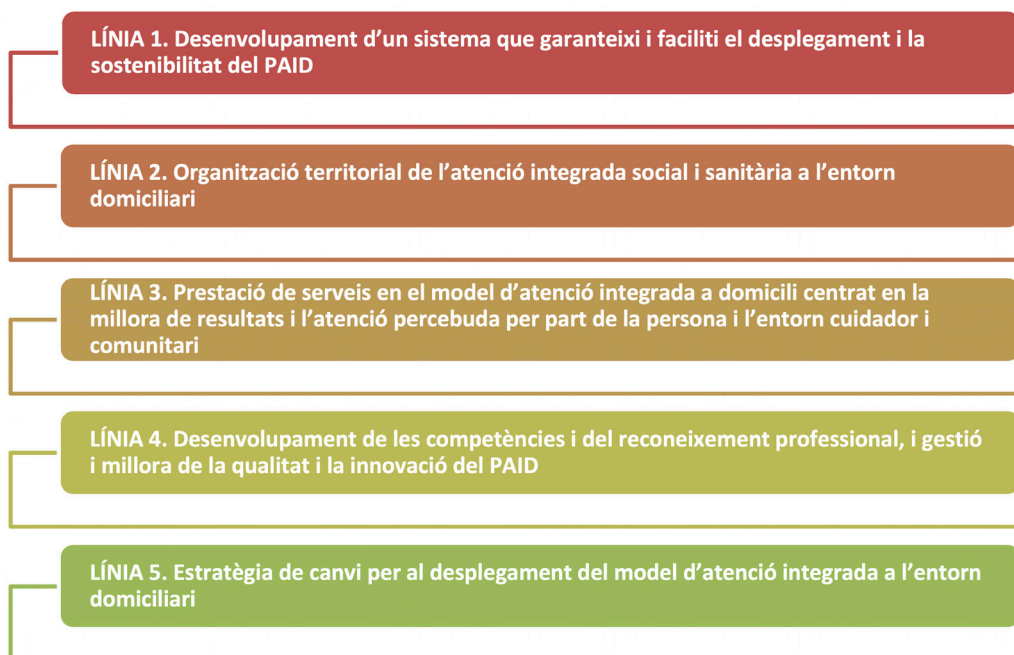 LÍNIA 1. Desenvolupament d’un sistema que garanteixi i faciliti el desplegament i la
sostenibilitat del PAID
LÍNIA 2. Organització territorial de l’atenció integrada social i sanitària a l’entorn
domiciliari
LÍNIA 3. Prestació de serveis en el model d’atenció integrada a domicili centrat en la
millora de resultats i l’atenció percebuda per part de la persona i l’entorn cuidador i
comunitari
LÍNIA 4. Desenvolupament de les competències i del reconeixement professional, i gestió
i millora de la qualitat i la innovació del PAID
LÍNIA 5. Estratègia de canvi per al desplegament del model d’atenció integrada a l’entorn
domiciliari